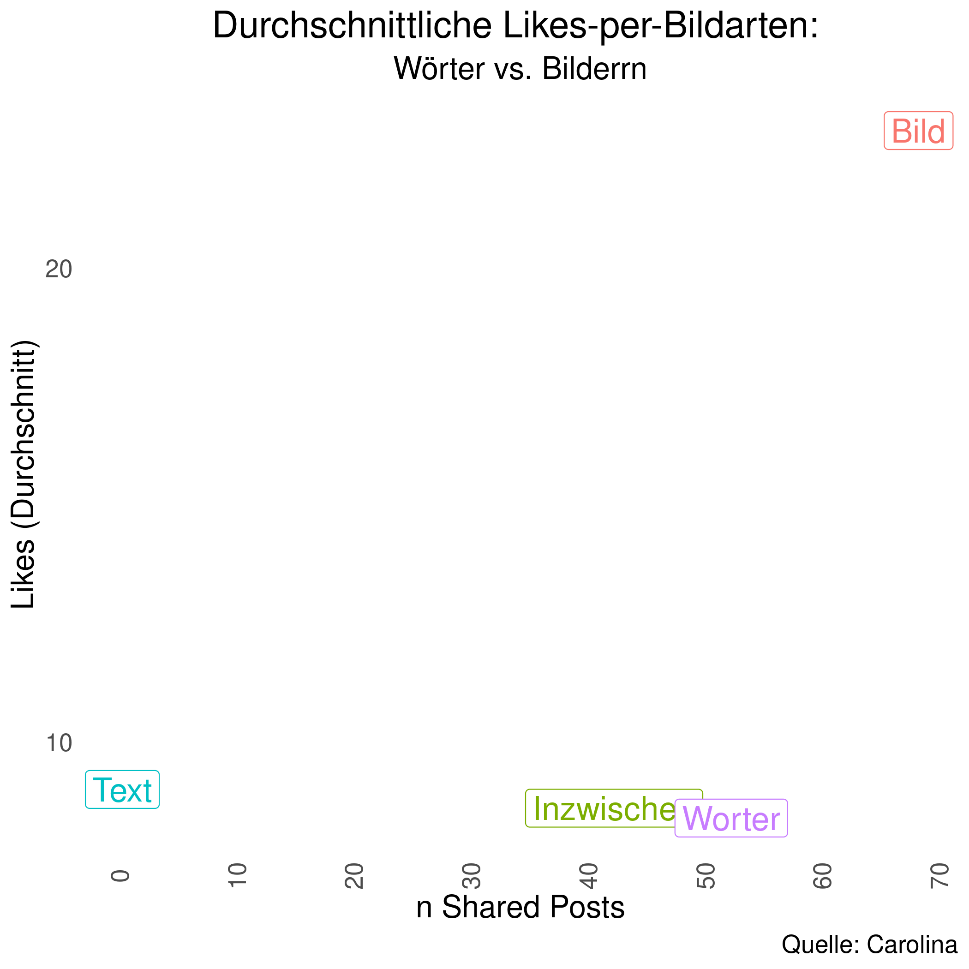 Durchschnittliche Likes-per-Bildarten:
Wörter vs. Bilderrn
Bild
20
Likes (Durchschnitt)
10
Text
Inzwische
Worter
0 10 20 30 40 50 60 70
n Shared Posts
Quelle: Carolina